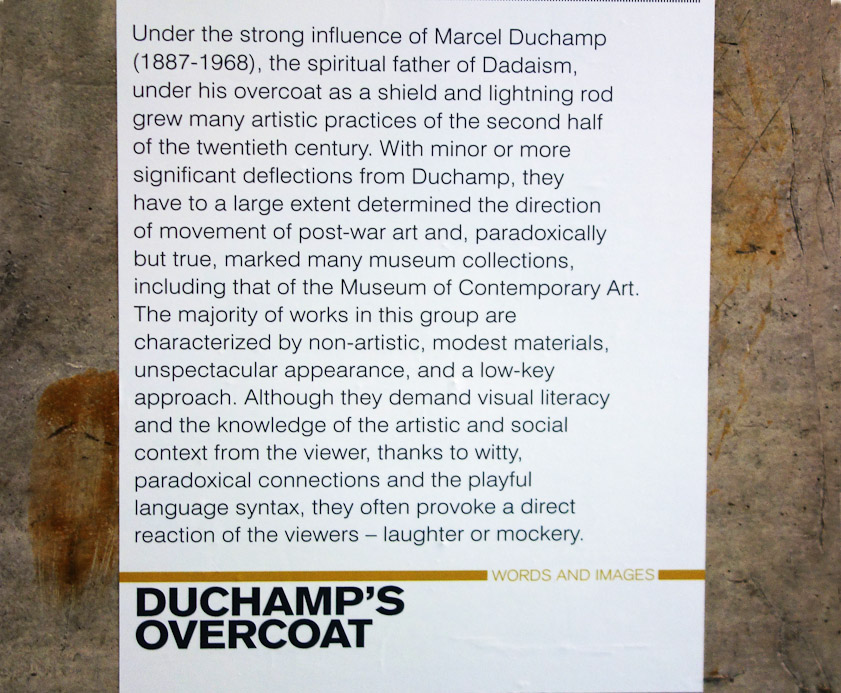 Under the strong influence of Marcel Duchamp
(1887-1968), the spiritual father of Dadaism,
under his overcoat as a shield and lightning rod
grew many artistic practices of the second half
of the twentieth century. With minor or more
significant deflections from Duchamp, they
have to a large extent determined the direction
of movement of post-war art and, paradoxically
but true, marked many museum collections,
including that of the Museum of Contemporary Art.
The majority of works in this group are
characterized by non-artistic, modest materials,
unspectacular appearance, and a low-key
approach. Although they demand visual literacy
and the knowledge of the artistic and social
context from the viewer, thanks to witty,
paradoxical connections and the playful
language syntax, they often provoke a direct
reaction of the viewers – laughter or mockery.
WORDS AND IMAGES
DUCHAMP'S
OVERCOAT